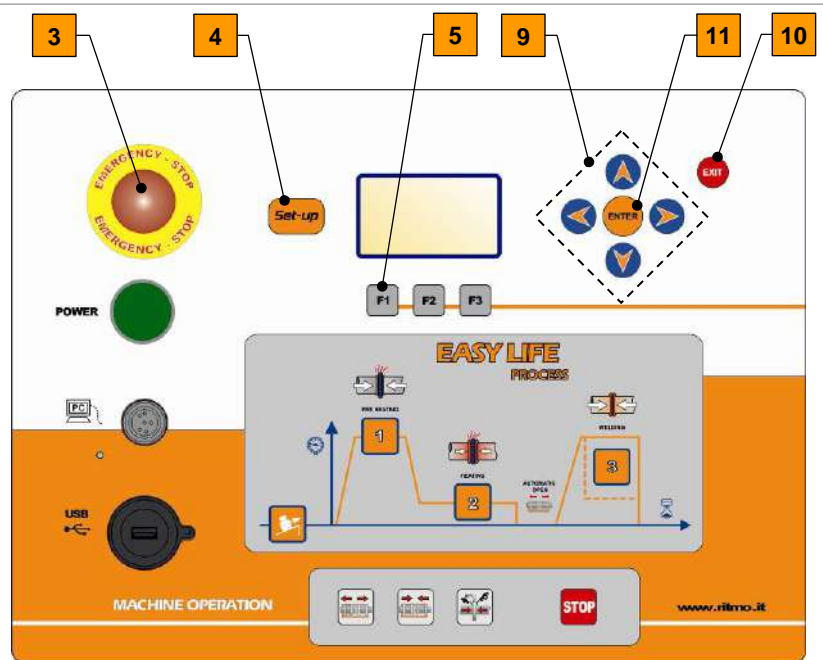 3
4
5
9
11
10
EMERGENCY - STOP
EMERGENCY - STOP
Set-up
ENTER
EXIT
POWER
F1 F2 F3
EASY LIFE
PROCESS
PC
PRE HEATING
WELDING
1
HEATING
3
AUTOMATIC
OPEN
2
USB
MACHINE OPERATION
STOP
www.ritmo.it